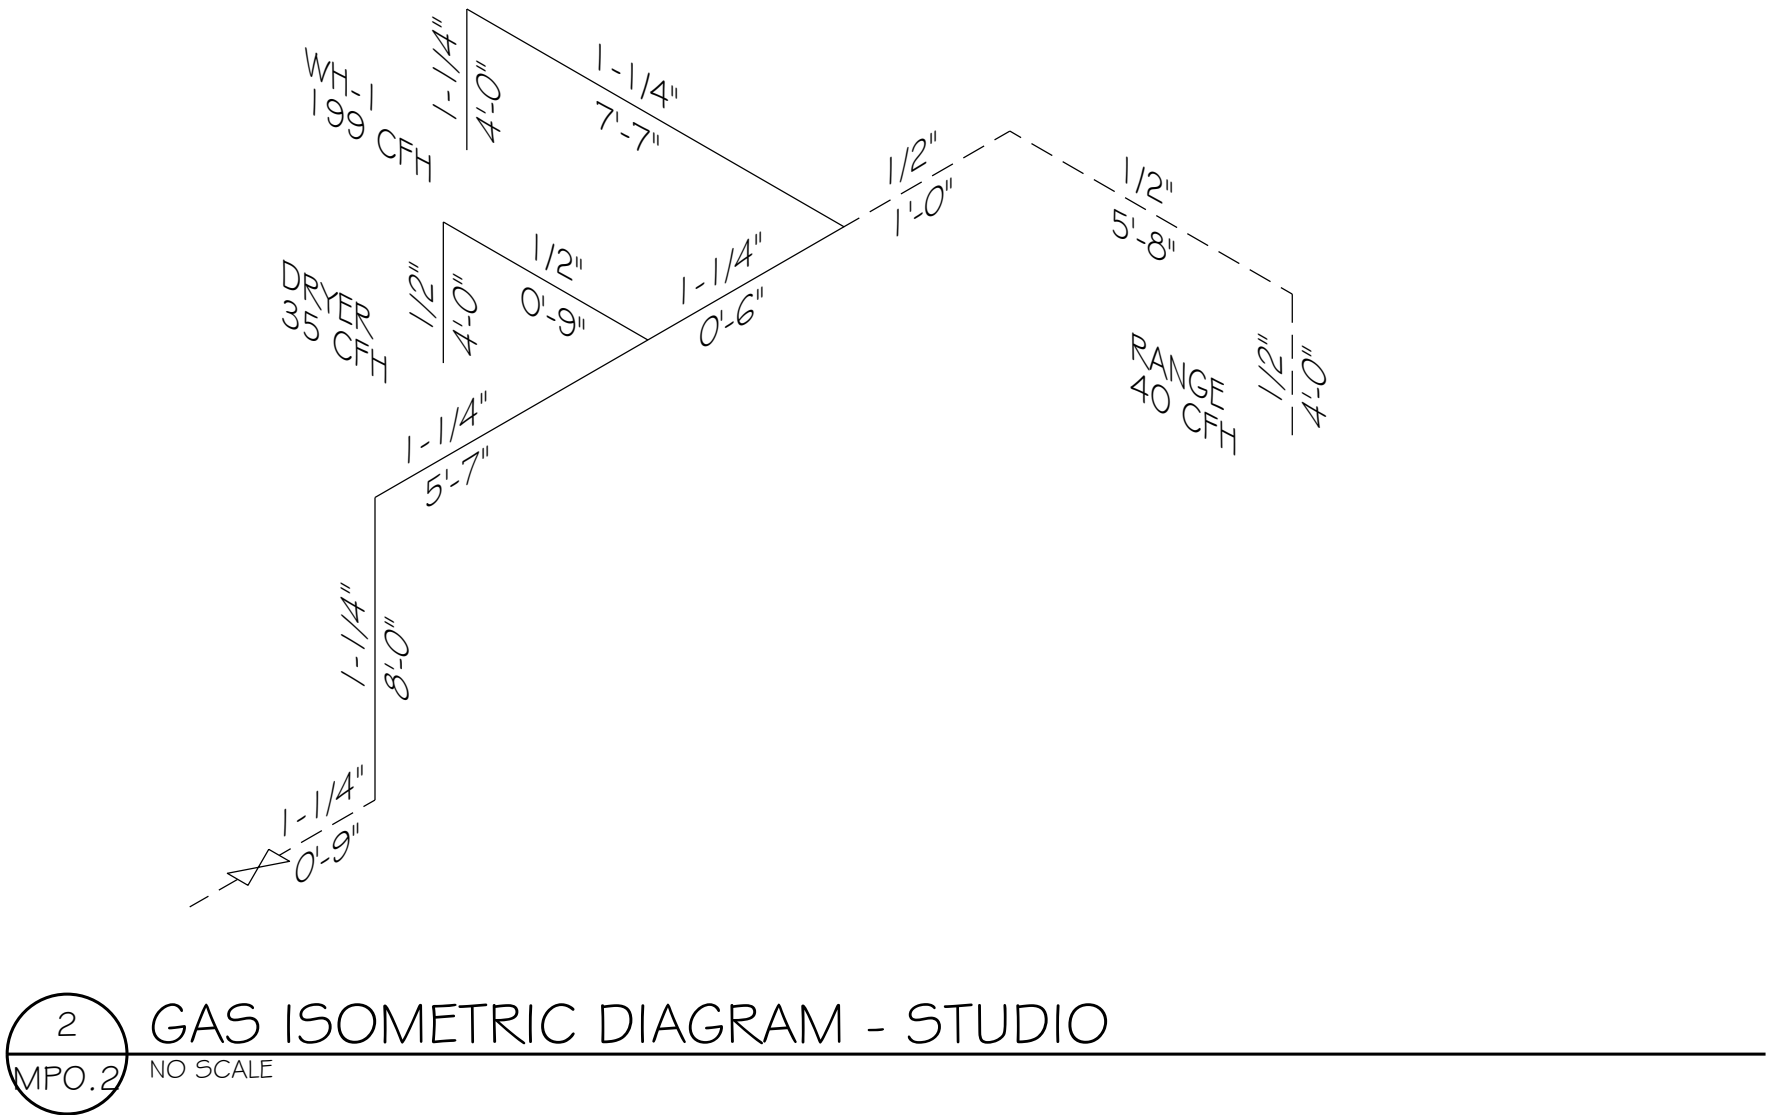 1-1/4"
4'-0"
WH-1
199 CFH
1-1/4"
7'-7"
1/2"
1'-0"
1/2"
5'-8"
1/2"
4'-0"
RANGE
40 CFH
1/2"
0'-9"
1/2"
4'-0"
DRYER
35 CFH
1-1/4"
0'-6"
1-1/4"
5'-7"
1-1/4"
8'-0"
1-1/4"
0'-9"
2
MP0.2
GAS ISOMETRIC DIAGRAM - STUDIO
NO SCALE